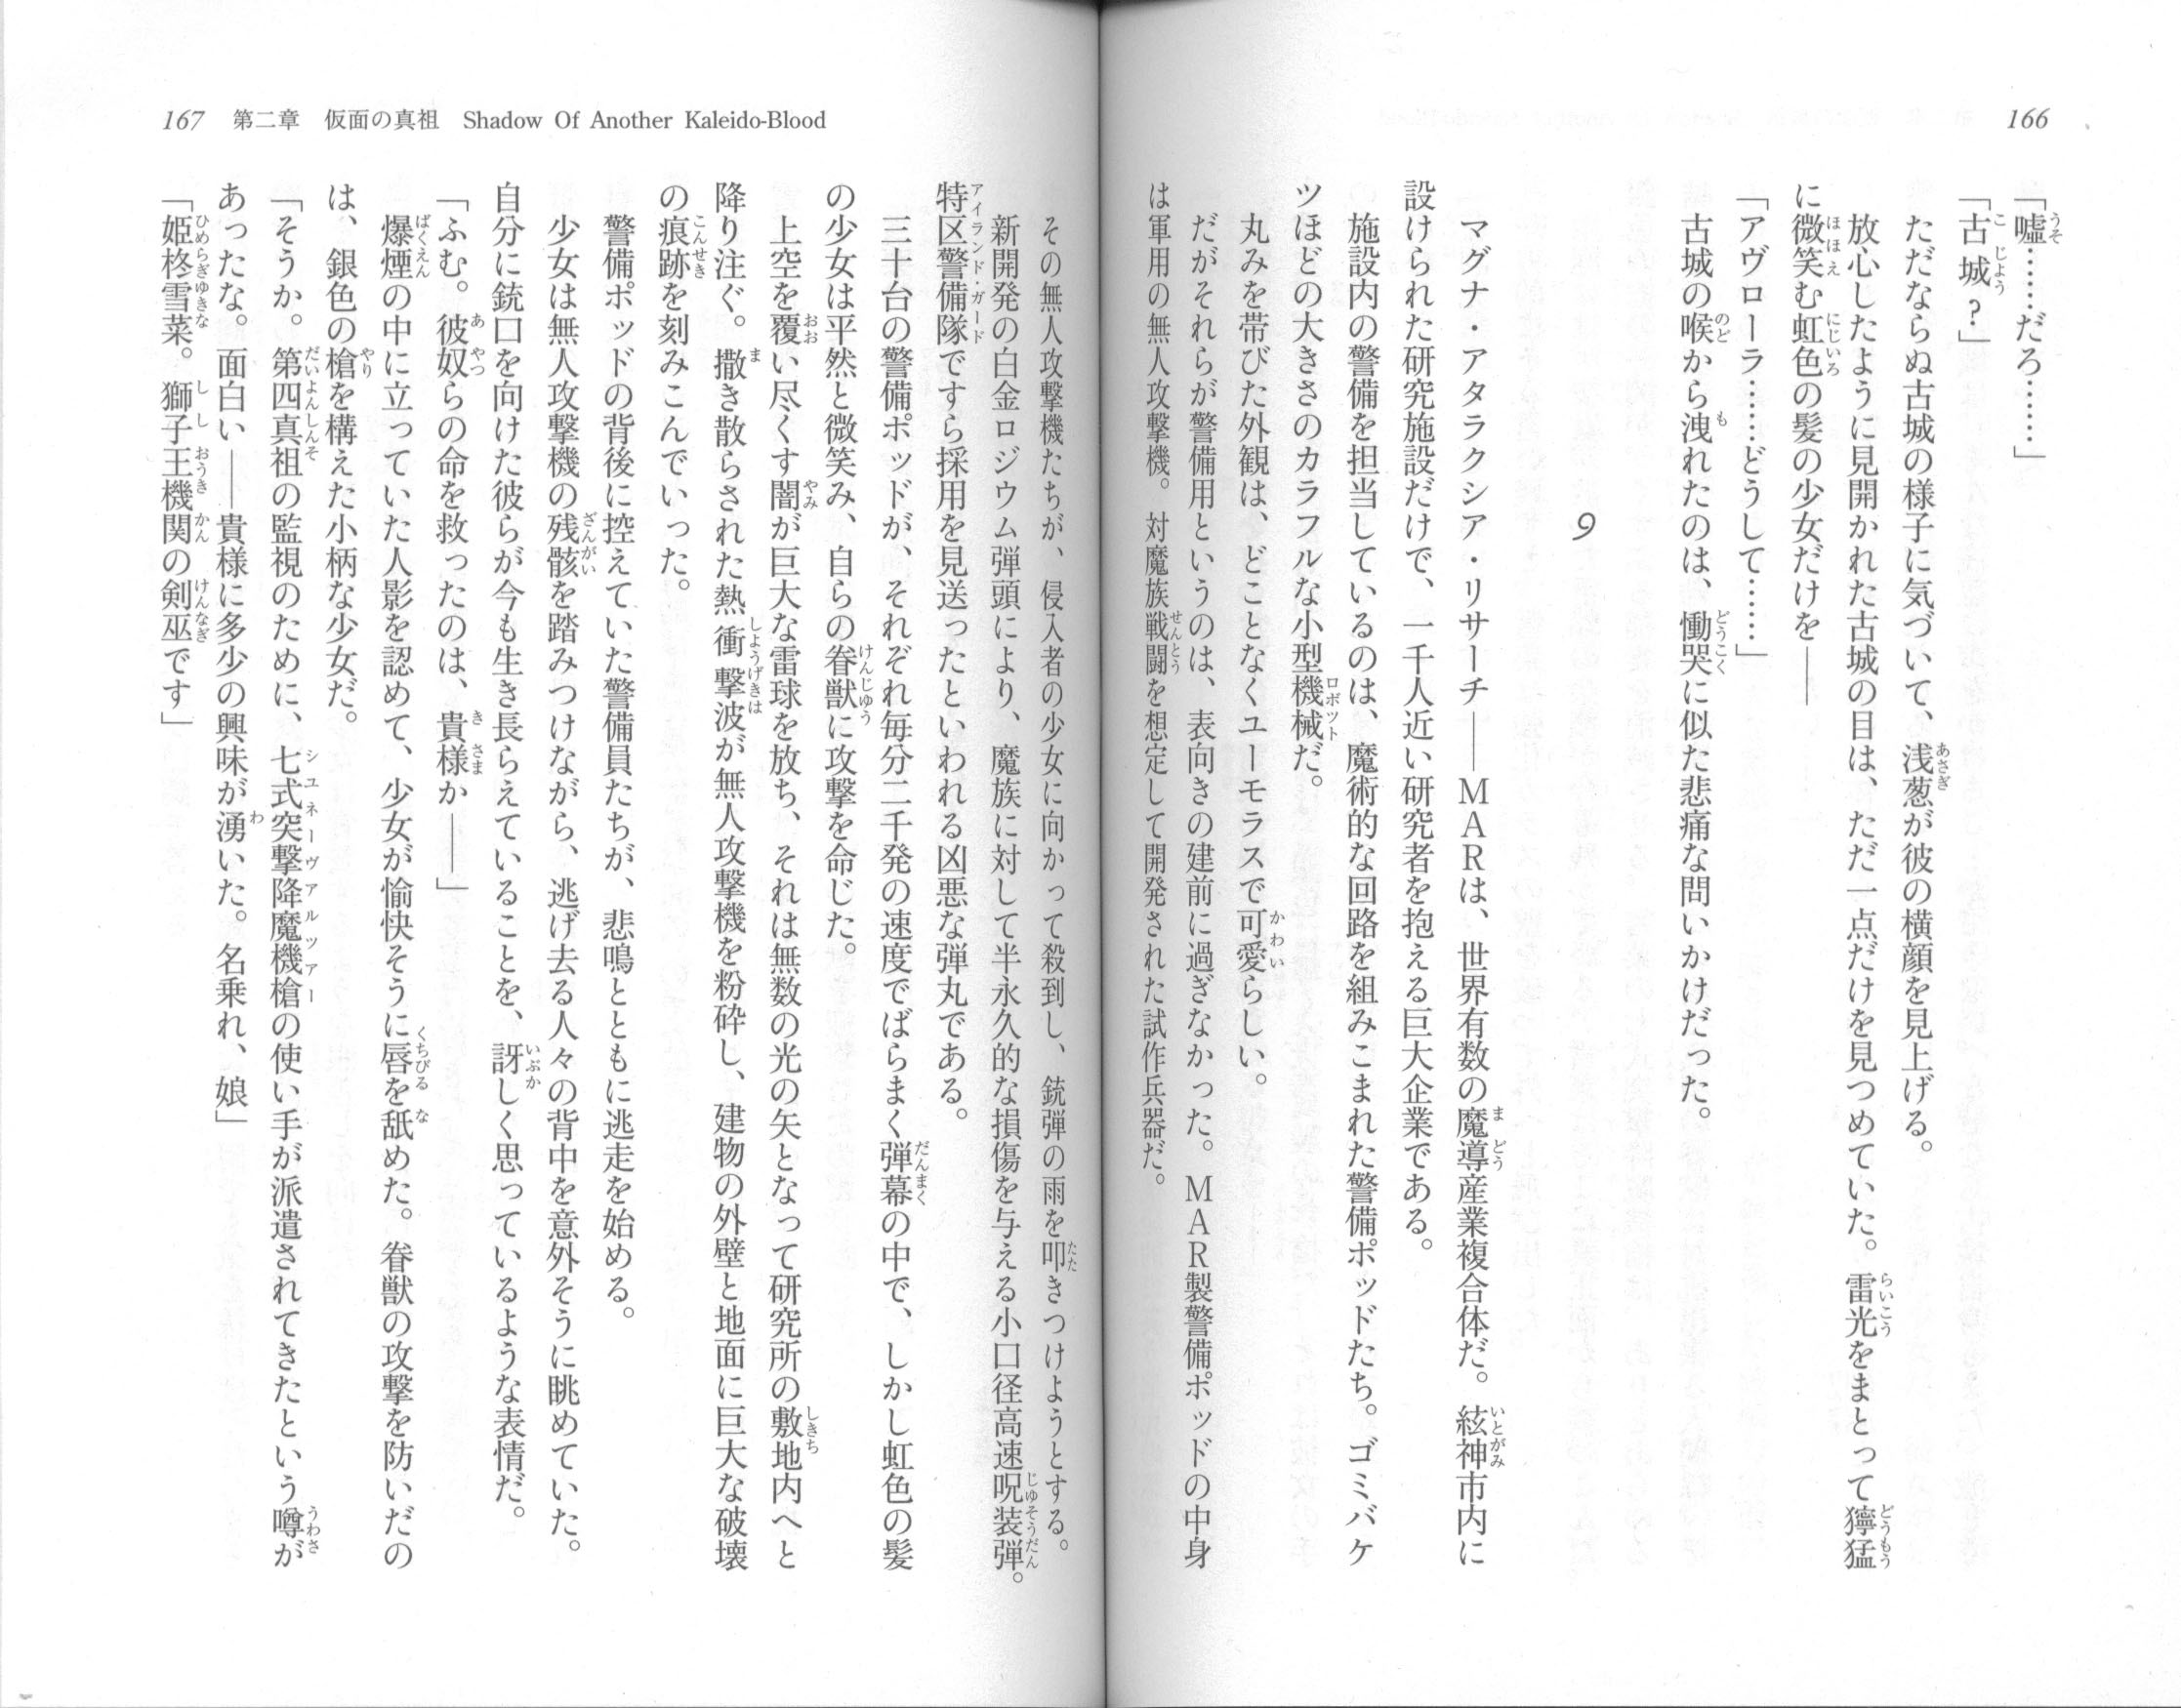 166
「嘘……だろ……」
「古城？」
ただならぬ古城の様子に気づいて、浅葱が彼の横顔を見上げる。
放心したように見開かれた古城の目は、ただ一点だけを見つめていた。雷光をまとって獰猛
に微笑む虹色の髪の少女だけを――
「アヴローラ……どうして……」
古城の喉から洩れたのは、慟哭に似た悲痛な問いかけだった。
9
マグナ・アタラクシア・リサーチ――ＭＡＲは、世界有数の魔導産業複合体だ。絃神市内に
設けられた研究施設だけで、一千人近い研究者を抱える巨大企業である。
施設内の警備を担当しているのは、魔術的な回路を組みこまれた警備ポッドたち。ゴミバケ
ツほどの大きさのカラフルな小型機械だ。
丸みを帯びた外観は、どことなくユーモラスで可愛らしい。
だがそれらが警備用というのは、表向きの建前に過ぎなかった。ＭＡＲ製警備ポッドの中身
は軍用の無人攻撃機。対魔族戦闘を想定して開発された試作兵器だ。
167 第二章 仮面の真祖 Shadow Of Another Kaleido-Blood
その無人攻撃機たちが、侵入者の少女に向かって殺到し、銃弾の雨を叩きつけようとする。
新開発の白金ロジウム弾頭により、魔族に対して半永久的な損傷を与える小口径高速呪装弾。
特区警備隊ですら採用を見送ったといわれる凶悪な弾丸である。
三十台の警備ポッドが、それぞれ毎分二千発の速度でばらまく弾幕の中で、しかし虹色の髪
の少女は平然と微笑み、自らの眷獣に攻撃を命じた。
上空を覆い尽くす闇が巨大な雷球を放ち、それは無数の光の矢となって研究所の敷地内へと
降り注ぐ。撒き散らされた熱衝撃波が無人攻撃機を粉砕し、建物の外壁と地面に巨大な破壊
の痕跡を刻みこんでいった。
警備ポッドの背後に控えていた警備員たちが、悲鳴とともに逃走を始める。
少女は無人攻撃機の残骸を踏みつけながら、逃げ去る人々の背中を意外そうに眺めていた。
自分に銃口を向けた彼らが今も生き長らえていることを、訝しく思っているような表情だ。
「ふむ。彼奴らの命を救ったのは、貴様か――」
爆煙の中に立っていた人影を認めて、少女が愉快そうに唇を舐めた。眷獣の攻撃を防いだの
は、銀色の槍を構えた小柄な少女だ。
「そうか。第四真祖の監視のために、七式突撃降魔機槍の使い手が派遣されてきたという噂が
あったな。面白い――貴様に多少の興味が湧いた。名乗れ、娘」
「姫柊雪菜。獅子王機関の剣巫です」